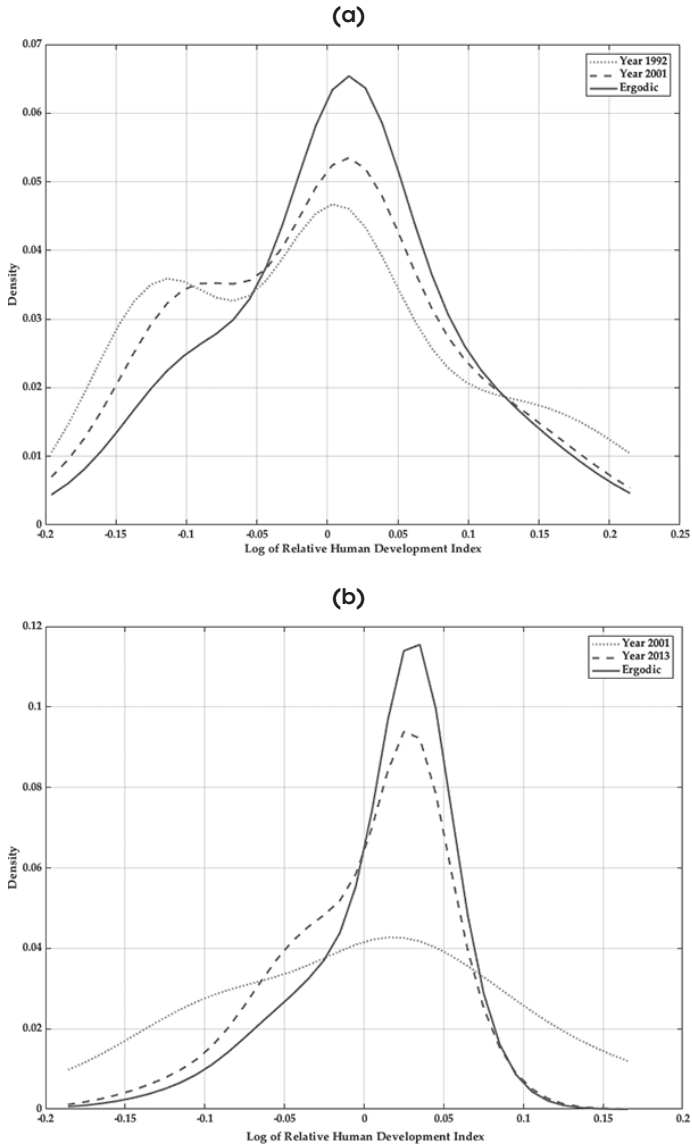 (a)
0.07
0.06
0.05
0.04
0.03
0.02
0.01
0
Density
Year 1992
Year 2001
Ergodic
-0.2 -0.15 -0.1 -0.05 0 0.05 0.1 0.15 0.2 0.25
Log of Relative Human Development Index
(b)
0.12
0.1
0.08
0.06
0.04
0.02
0
Density
Year 2001
Year 2013
Ergodic
-0.2 -0.15 -0.1 -0.05 0 0.05 0.1 0.15 0.2
Log of Relative Human Development Index